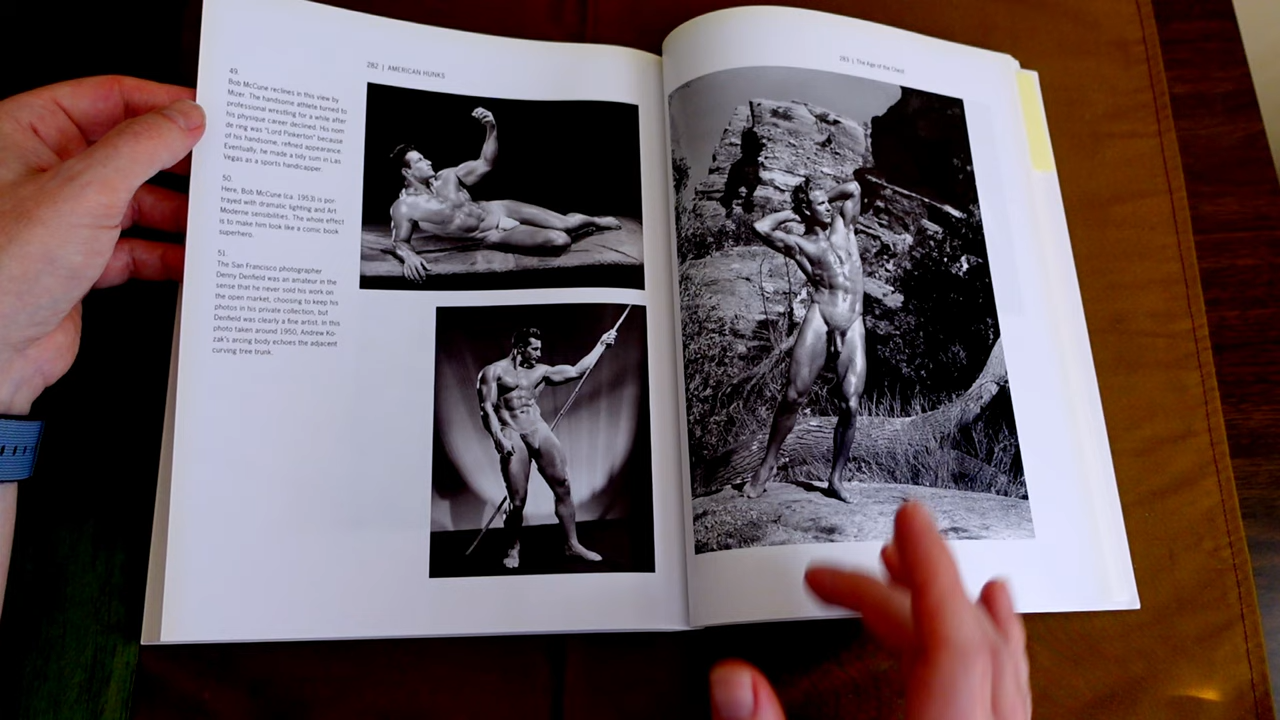 282 | AMERICAN HUNKS
49.
Bob McCune reclines in this view by
Mizer. The handsome athlete turned to
professional wrestling for a while after
his physique career declined. His nom
de ring was "Lord Pinkerton" because
of his handsome, refined appearance.
Eventually, he made a tidy sum in Las
Vegas as a sports handicapper.
50.
Here, Bob McCune (ca. 1953) is por-
trayed with dramatic lighting and Art
Moderne sensibilities. The whole effect
is to make him look like a comic book
superhero.
51.
The San Francisco photographer
Denny Denfield was an amateur in the
sense that he never sold his work on
the open market, choosing to keep his
photos in his private collection, but
Denfield was clearly a fine artist. In this
photo taken around 1950, Andrew Ko-
zak's arcing body echoes the adjacent
curving tree trunk.
283 | The Age of the Chest